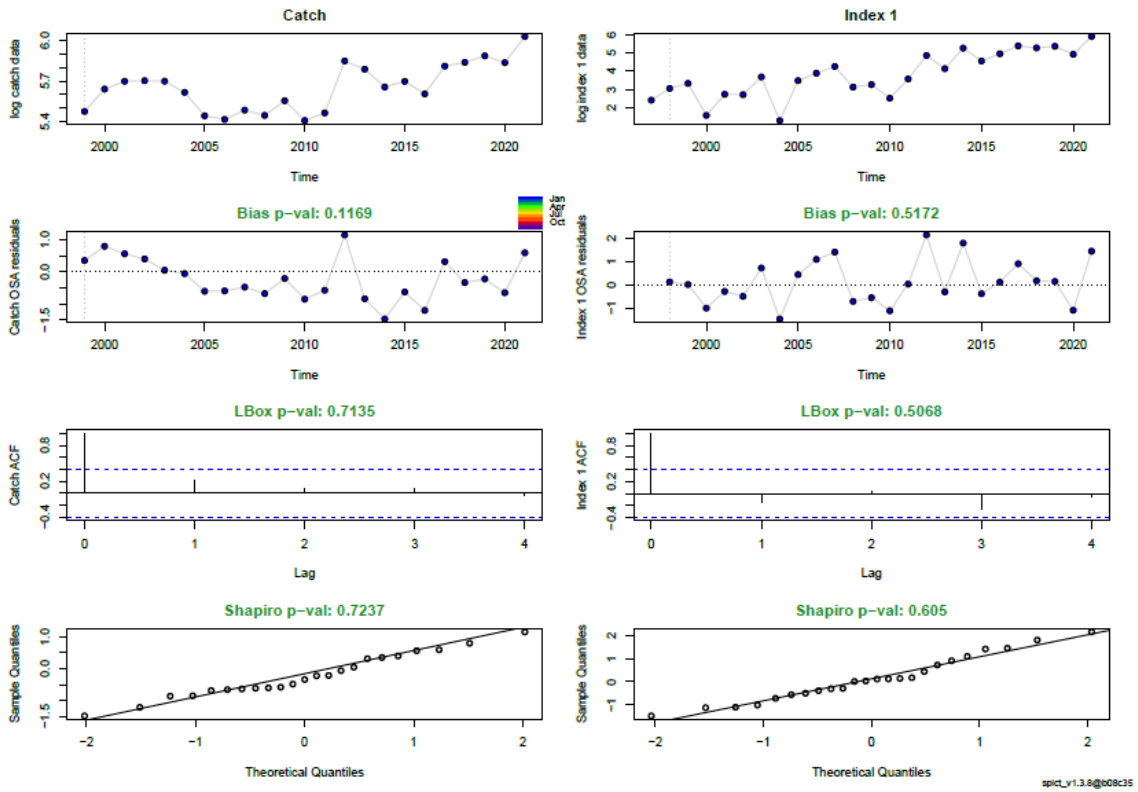 Catch
log catch data
6.0
5.7
5.4
2000 2005 2010 2015 2020
Time
Index 1
log index 1 data
6
5
4
3
2
2000 2005 2010 2015 2020
Time
Bias p-val: 0.1169
Jan
Apr
Jul
Oct
Catch OSA residuals
1.0
0.0
-1.5
2000 2005 2010 2015 2020
Time
Bias p-val: 0.5172
Index 1 OSA residuals
2
1
0
-1
2000 2005 2010 2015 2020
Time
LBox p-val: 0.7135
Catch ACF
0.8
0.2
-0.4
0 1 2 3 4
Lag
LBox p-val: 0.5068
Index 1 ACF
0.8
0.2
-0.4
0 1 2 3 4
Lag
Shapiro p-val: 0.7237
Sample Quantiles
1.0
0.0
-1.5
-2 -1 0 1 2
Theoretical Quantiles
Shapiro p-val: 0.605
Sample Quantiles
2
1
0
-1
-2 -1 0 1 2
Theoretical Quantiles
spict_v1.3.8@b08c35